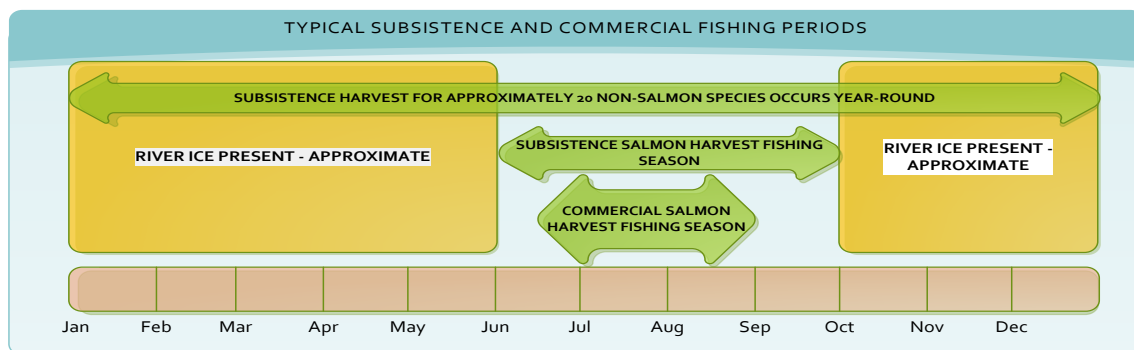 TYPICAL SUBSISTENCE AND COMMERCIAL FISHING PERIODS
SUBSISTENCE HARVEST FOR APPROXIMATELY 20 NON-SALMON SPECIES OCCURS YEAR-ROUND
RIVER ICE PRESENT - APPROXIMATE
SUBSISTENCE SALMON HARVEST FISHING
SEASON
RIVER ICE PRESENT -
APPROXIMATE
COMMERCIAL SALMON
HARVEST FISHING SEASON
Jan Feb Mar Apr May Jun Jul Aug Sep Oct Nov Dec